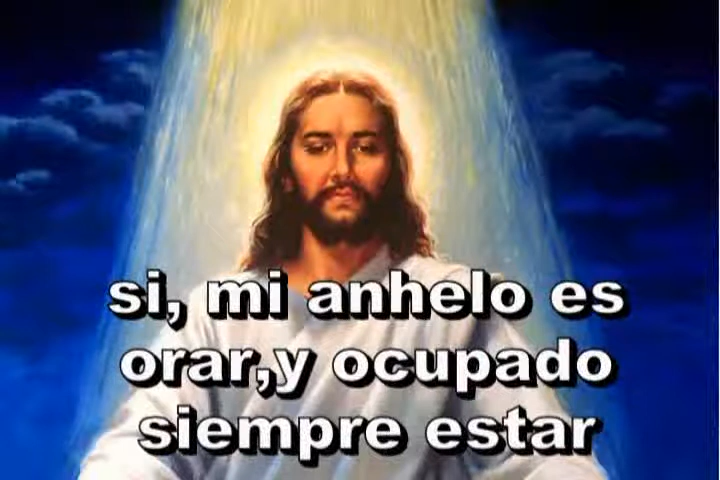 si, mi anhelo es
orar,y ocupado
siempre estar